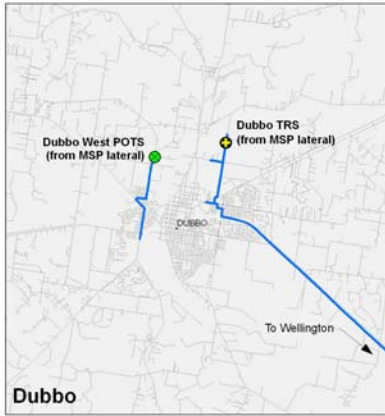 Dubbo TRS
(from MSP lateral)
Dubbo West POTS
(from MSP lateral)
DUBBO
To Wellington
Dubbo